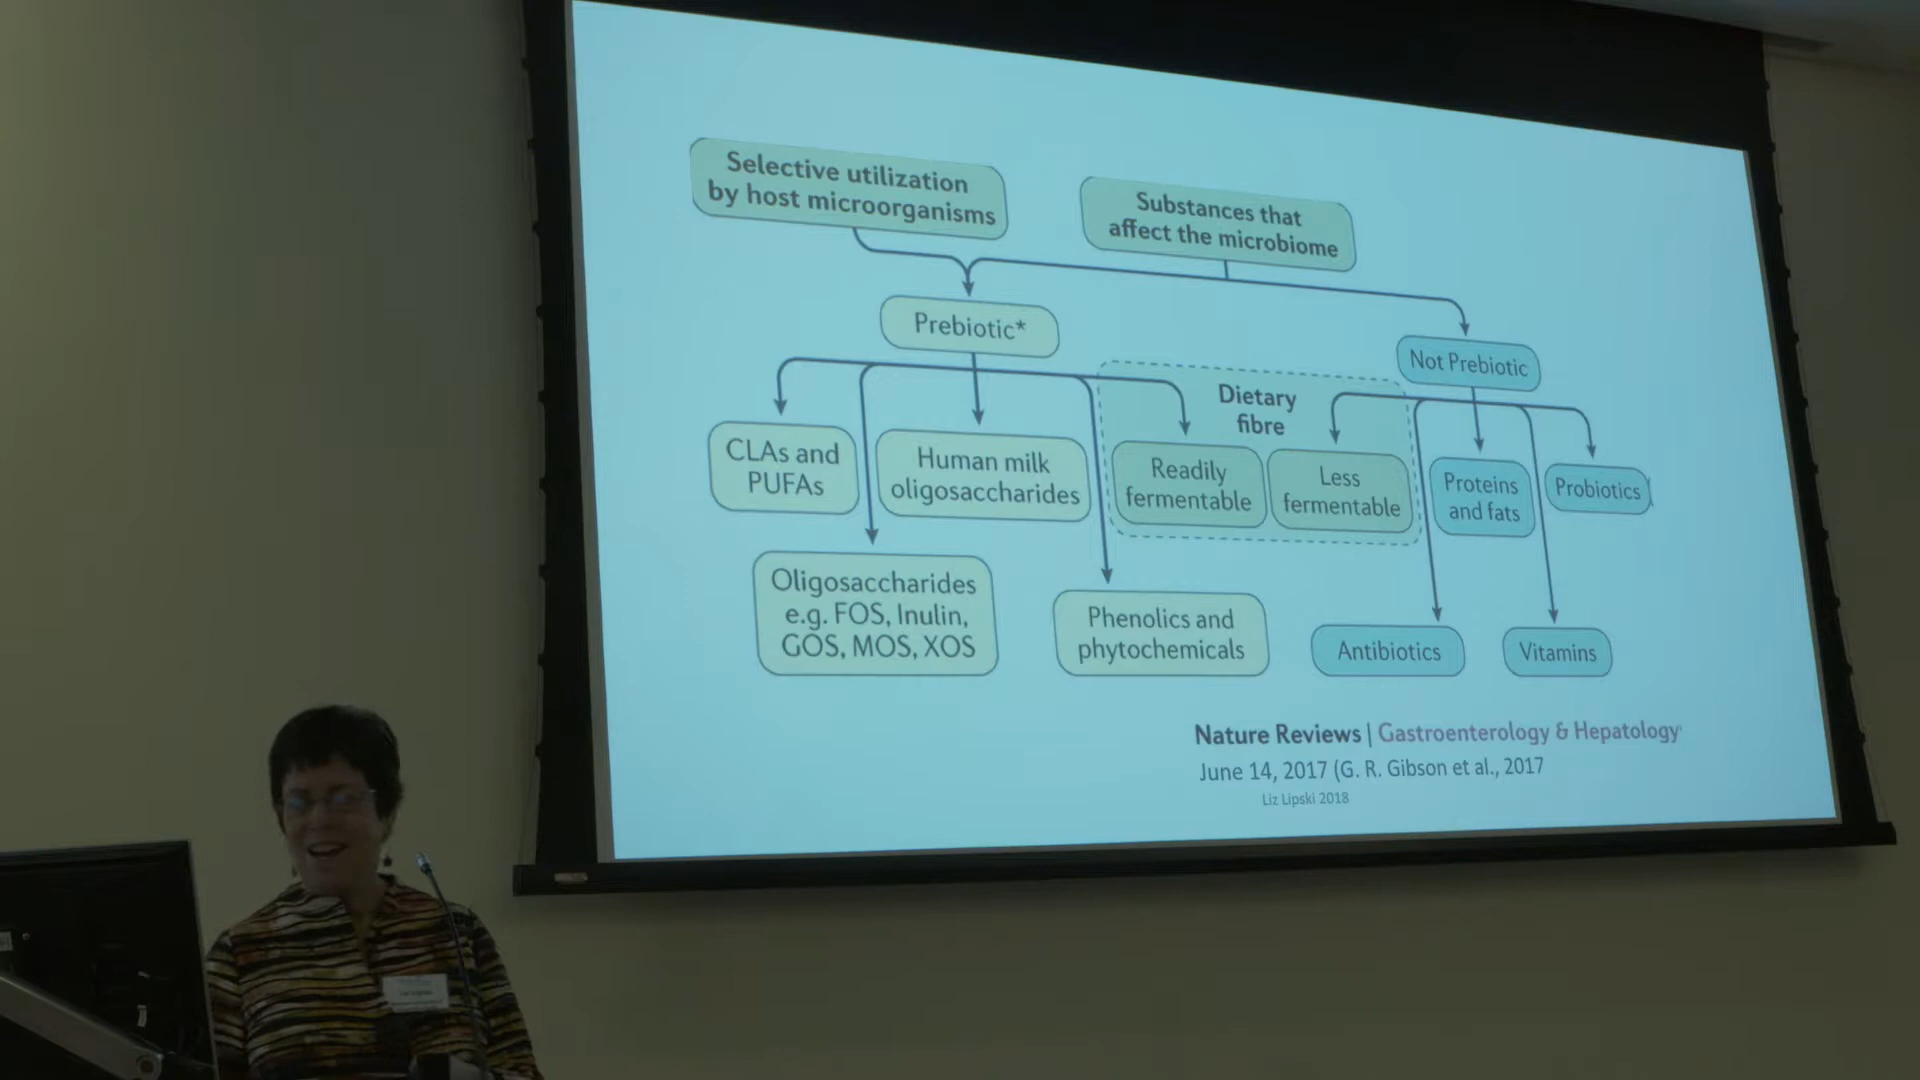 Selective utilization
by host microorganisms
Substances that
affect the microbiome
Prebiotic*
Not Prebiotic
Dietary
fibre
CLAs and
PUFAs
Human milk
oligosaccharides
Readily
fermentable
Less
fermentable
Proteins
and fats
Probiotics
Oligosaccharides
e.g. FOS, Inulin,
GOS, MOS, XOS
Phenolics and
phytochemicals
Antibiotics
Vitamins
Nature Reviews | Gastroenterology & Hepatology
June 14, 2017 (G. R. Gibson et al., 2017
Liz Lipski 2018